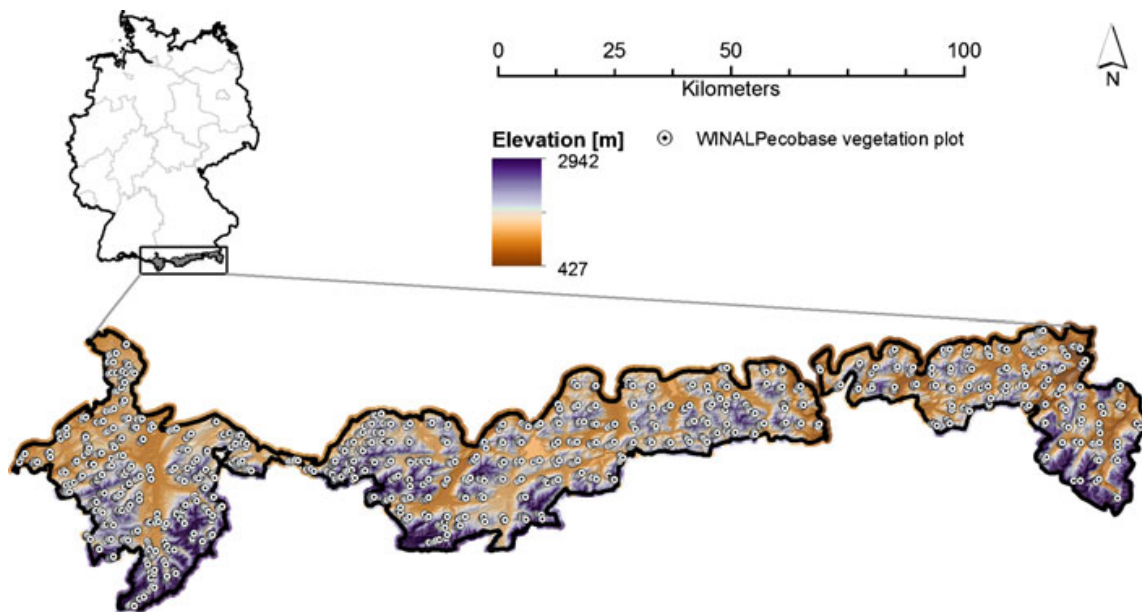 0 25 50 100
Kilometers
N
Elevation [m]
WINALPecobase vegetation plot
2942
427